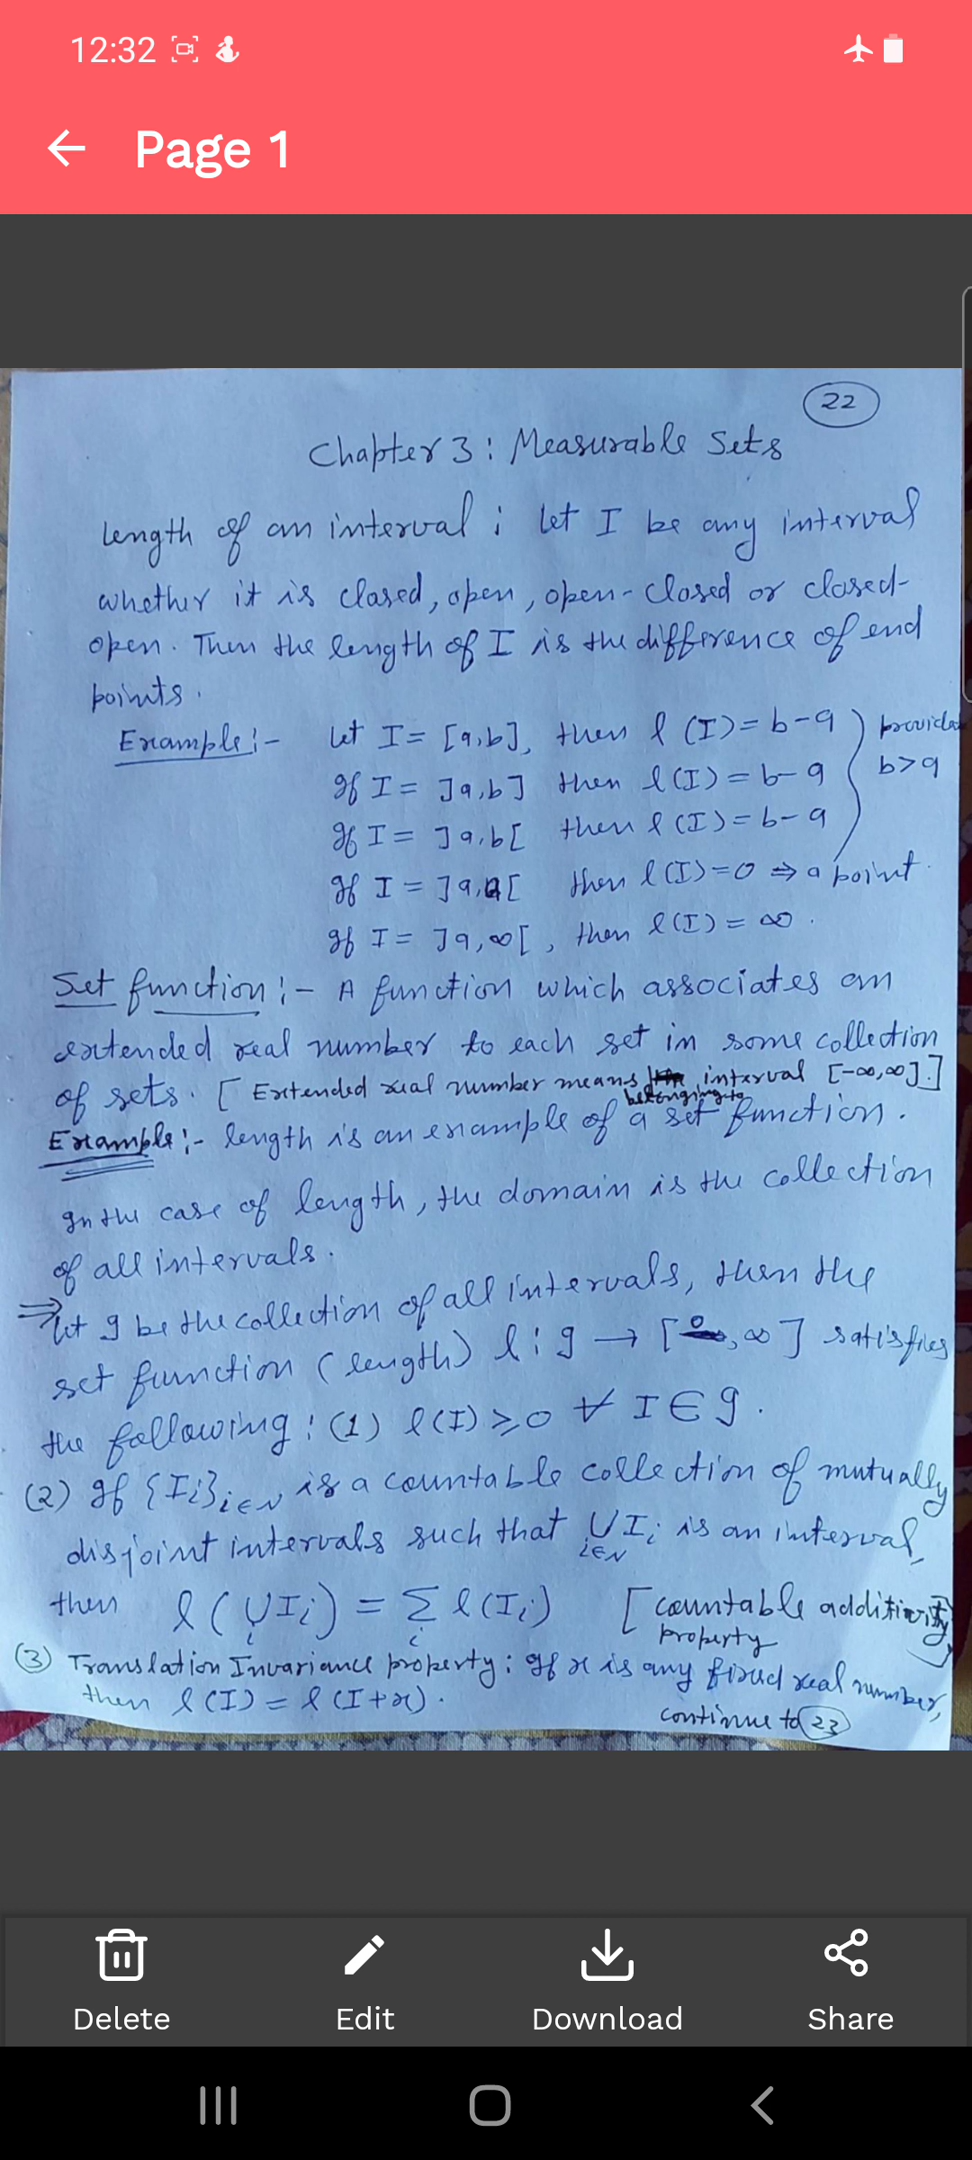 12:32
Page 1
22
Chapter 3 : Measurable Sets
Length of an interval : Let I be any interval
whether it is closed, open, open-closed or closed-
open. Then the length of I is the difference of end
points.
Example :- Let I = [a,b], then l(I) = b-a } provided
If I = ]a,b] then l(I) = b-a } b>a
If I = ]a,b[ then l(I) = b-a
If I = ]a,a[ then l(I)=0 ⇒ a point.
If I = ]a,∞[, then l(I) = ∞.
Set function :- A function which associates an
extended real number to each set in some collection
of sets. [Extended real number means belonging to interval [-∞,∞].]
Example :- length is an example of a set function.
In the case of length, the domain is the collection
of all intervals.
⇒ Let g be the collection of all intervals, then the
set function (length) l : g → [0,∞] satisfies
the following : (1) l(I) ≥ 0 ∀ I ∈ g.
(2) If {Ii}i∈N is a countable collection of mutually
disjoint intervals such that ∪ Ii i∈N is an interval,
then l(∪Ii) = Σ l(Ii) [countable additivity
i i property]
(3) Translation Invariance property : If x is any fixed real number,
then l(I) = l(I+x).
continue to 23
Delete Edit Download Share